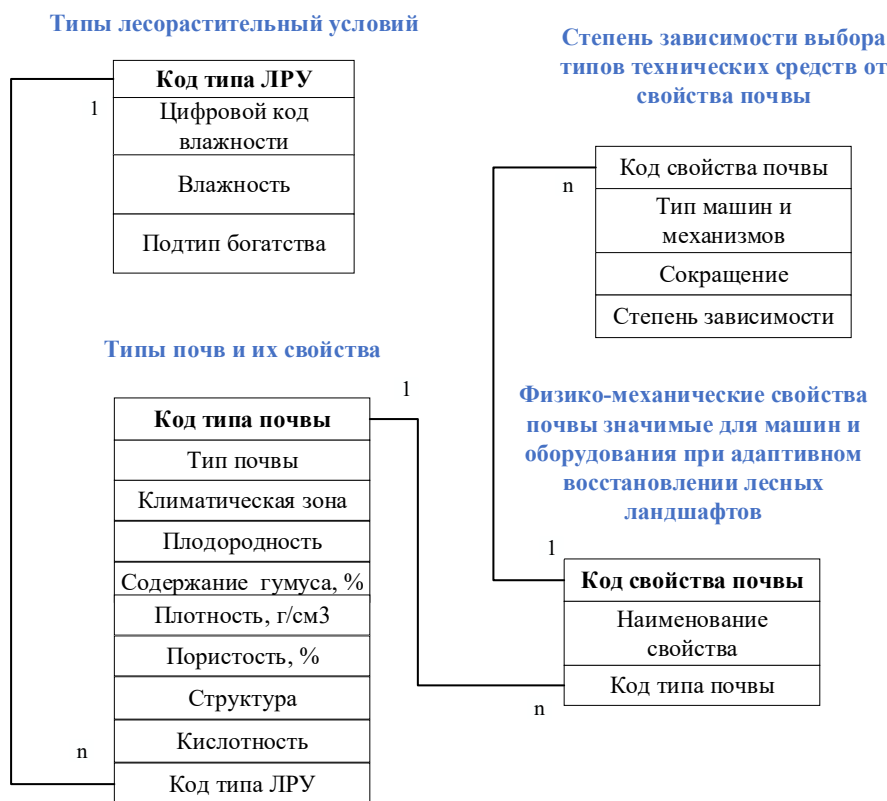 Типы лесорастительный условий
Код типа ЛРУ
1
Цифровой код
влажности
Влажность
Подтип богатства
Степень зависимости выбора
типов технических средств от
свойства почвы
Код свойства почвы
n
Тип машин и
механизмов
Сокращение
Степень зависимости
Типы почв и их свойства
1
Код типа почвы
Тип почвы
Климатическая зона
Плодородность
Содержание гумуса, %
Плотность, г/см3
Пористость, %
Структура
Кислотность
n
Код типа ЛРУ
Физико-механические свойства
почвы значимые для машин и
оборудования при адаптивном
восстановлении лесных
ландшафтов
1
Код свойства почвы
Наименование
свойства
Код типа почвы
n